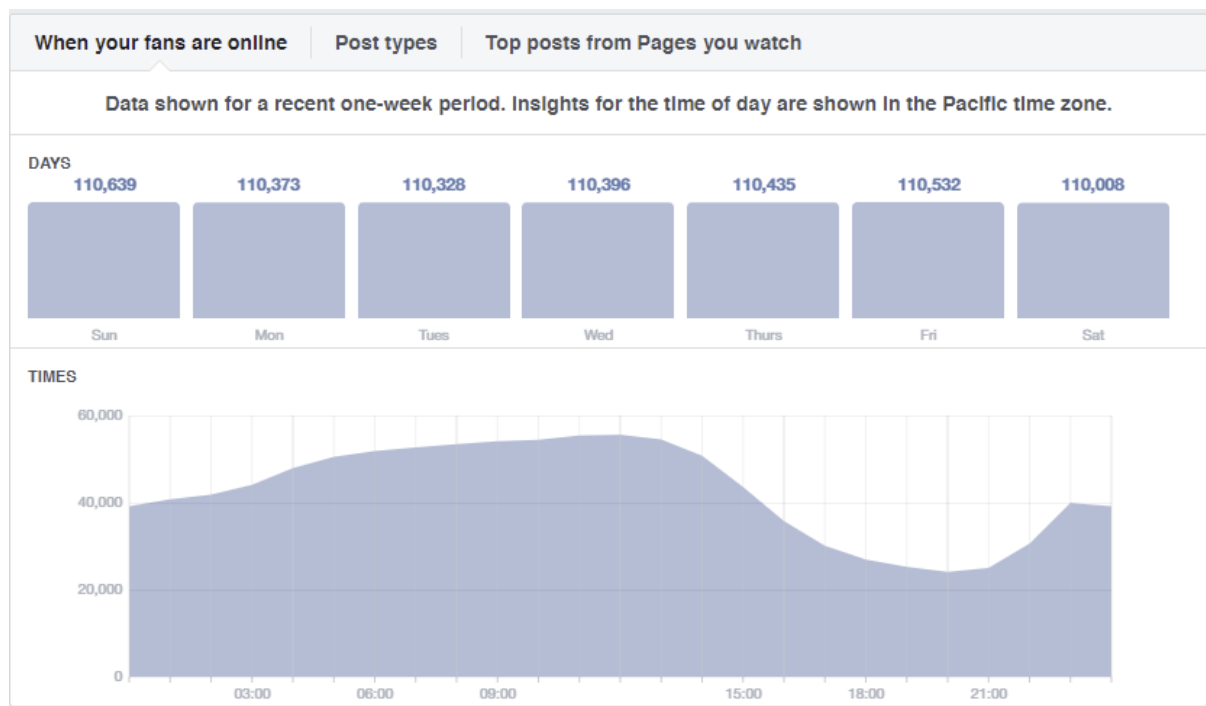 When your fans are online Post types Top posts from Pages you watch
Data shown for a recent one-week period. Insights for the time of day are shown in the Pacific time zone.
DAYS
110,639 110,373 110,328 110,396 110,435 110,532 110,008
Sun Mon Tues Wed Thurs Fri Sat
TIMES
60,000
40,000
20,000
0
03:00 06:00 09:00 15:00 18:00 21:00